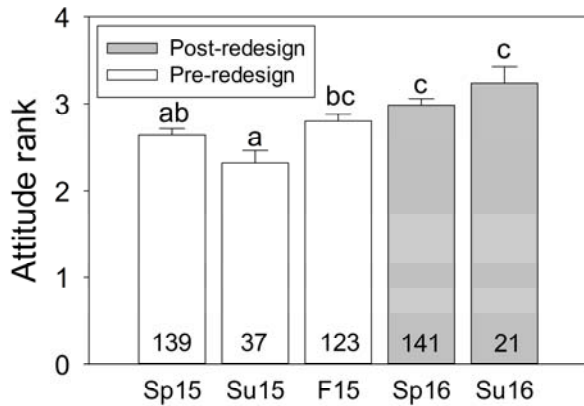 4
Post-redesign
Pre-redesign
3
2
1
0
Attitude rank
ab
a
bc
c
c
139
37
123
141
21
Sp15
Su15
F15
Sp16
Su16